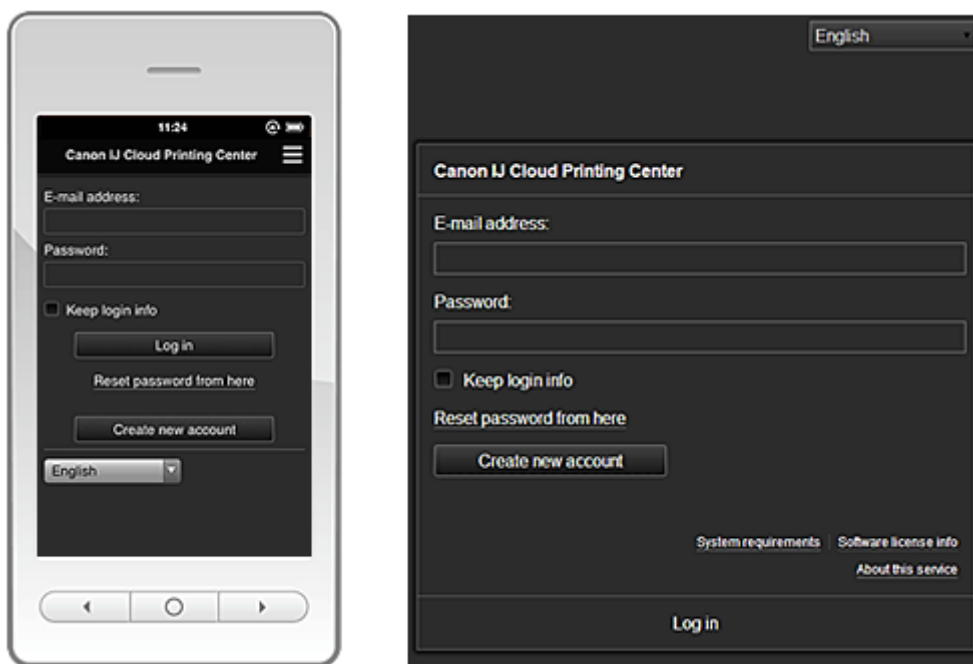 11:24
Canon IJ Cloud Printing Center
E-mail address:
Password:
Keep login info
Log in
Reset password from here
Create new account
English
English
Canon IJ Cloud Printing Center
E-mail address:
Password:
Keep login info
Reset password from here
Create new account
System requirements Software license info
About this service
Log in